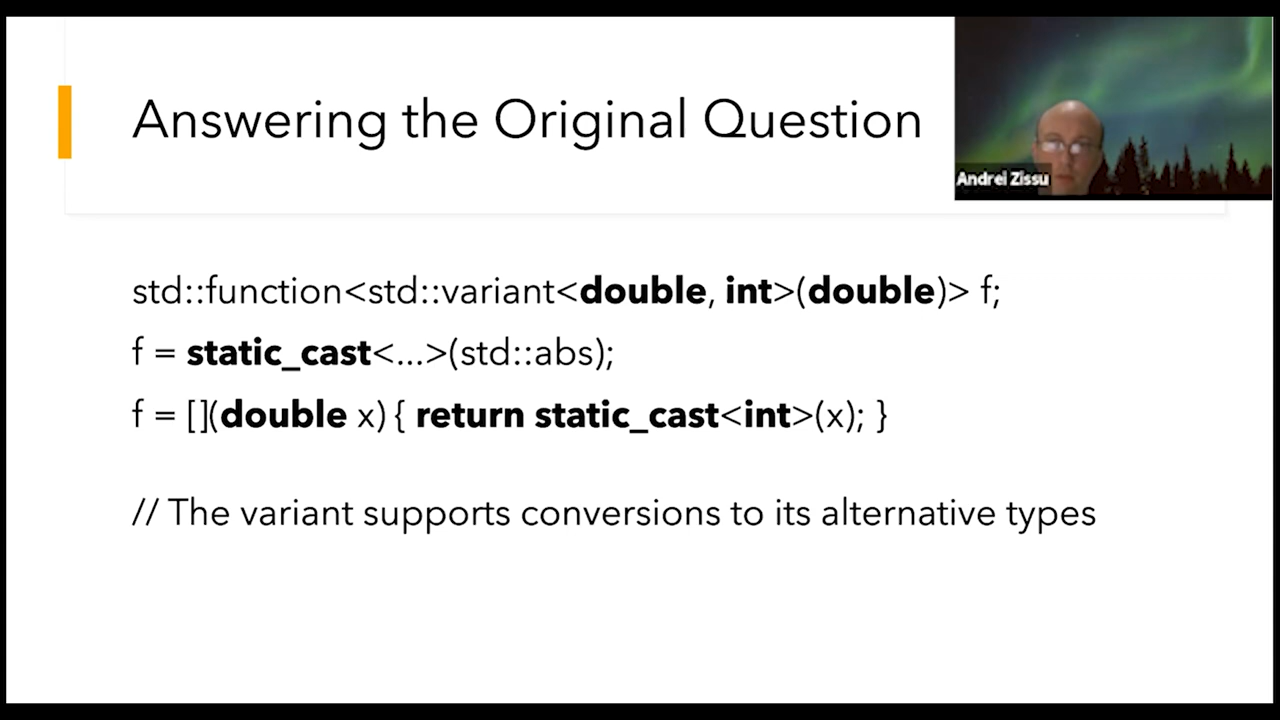 Answering the Original Question
Andrei Zissu
std::function<std::variant<double, int>(double)> f;
f = static_cast<...>(std::abs);
f = [](double x) { return static_cast<int>(x); }
// The variant supports conversions to its alternative types